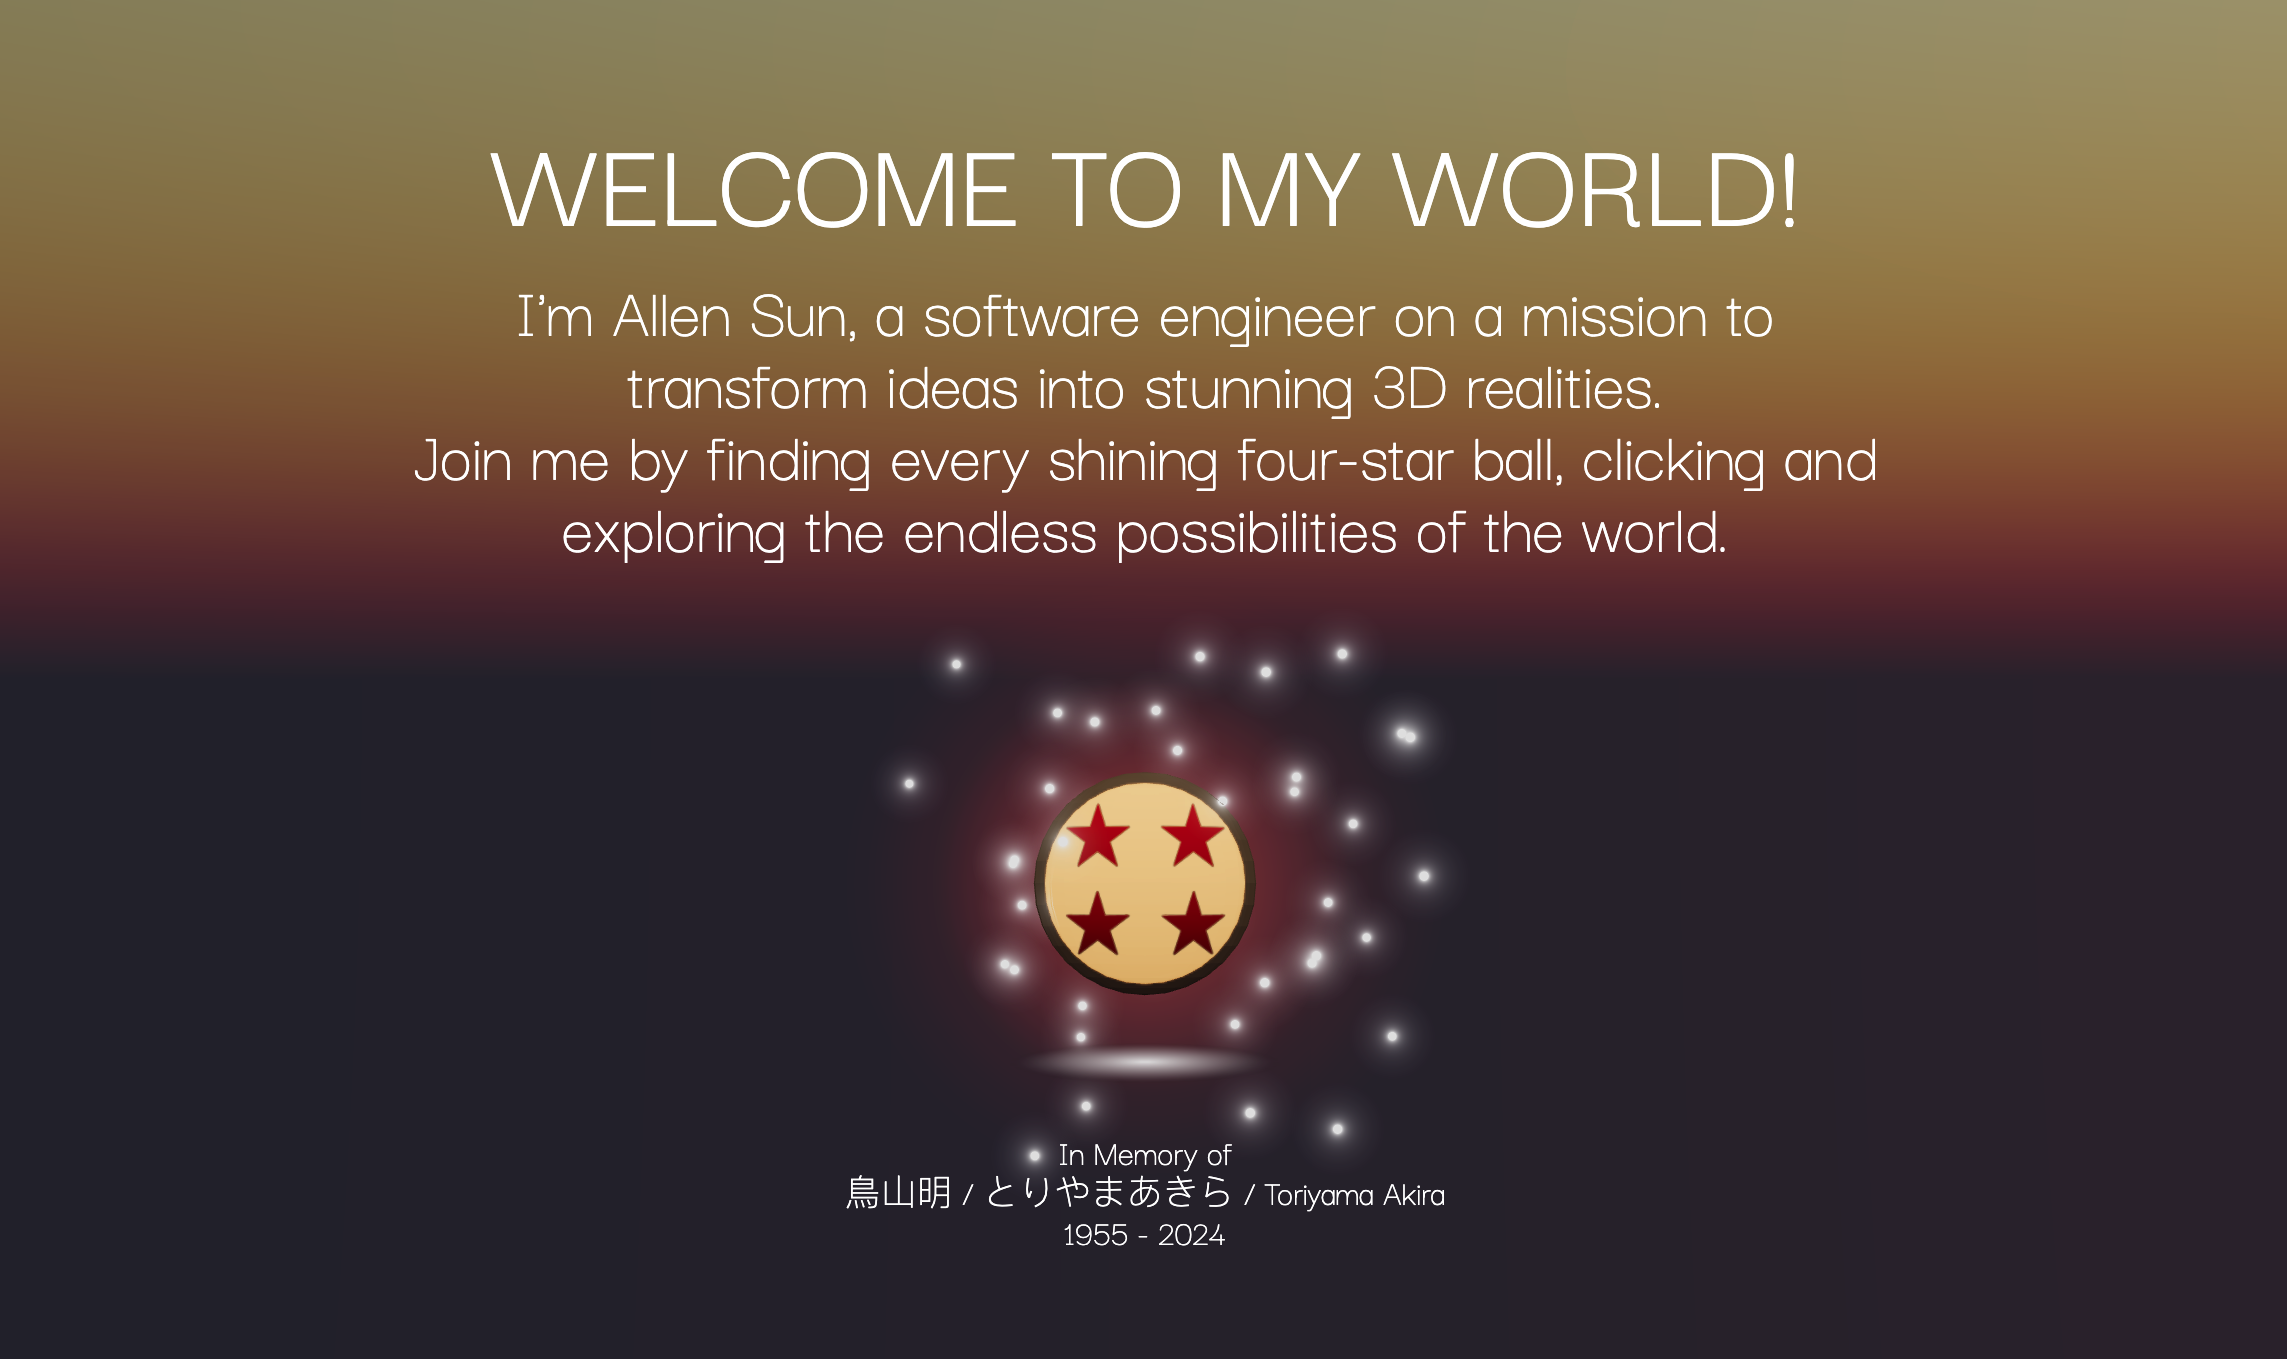 WELCOME TO MY WORLD!
I'm Allen Sun, a software engineer on a mission to
transform ideas into stunning 3D realities.
Join me by finding every shining four-star ball, clicking and
exploring the endless possibilities of the world.
In Memory of
鳥山明 / とりやまあきら / Toriyama Akira
1955 - 2024